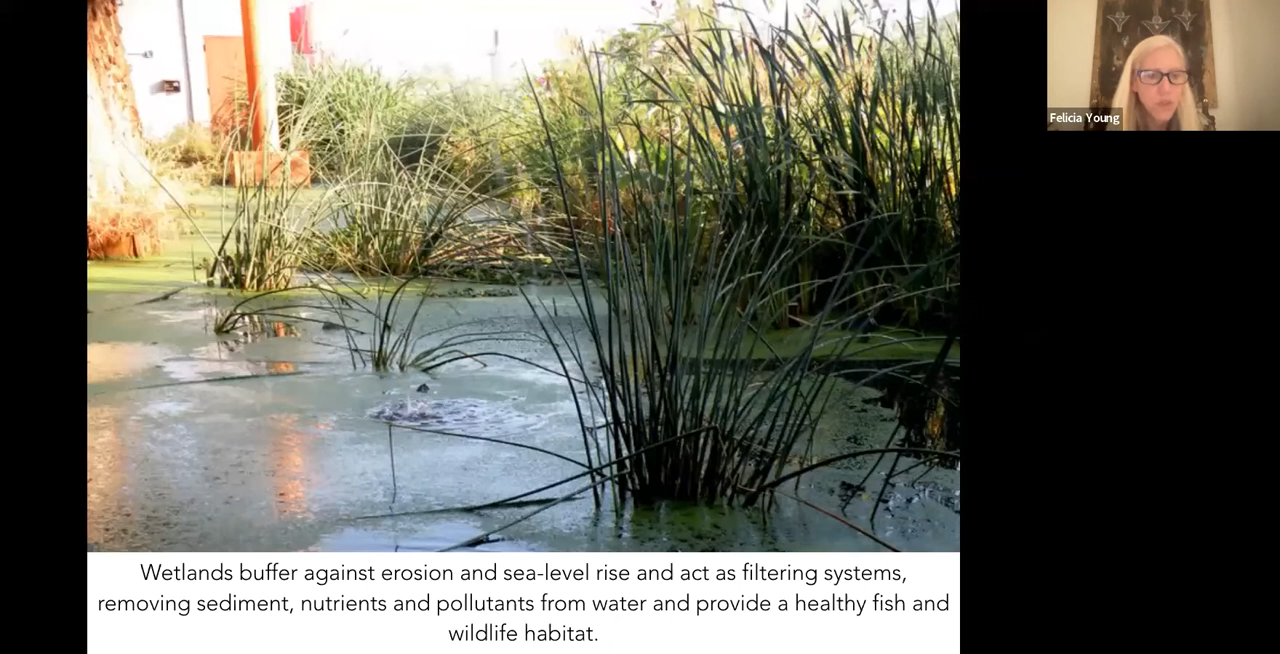 Felicia Young
Wetlands buffer against erosion and sea-level rise and act as filtering systems,
removing sediment, nutrients and pollutants from water and provide a healthy fish and
wildlife habitat.